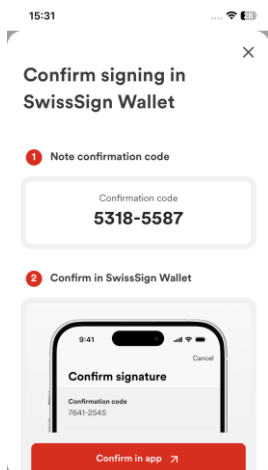 15:31
Confirm signing in
SwissSign Wallet
1 Note confirmation code
Confirmation code
5318-5587
2 Confirm in SwissSign Wallet
9:41
Cancel
Confirm signature
Confirmation code
7641-2545
Confirm in app